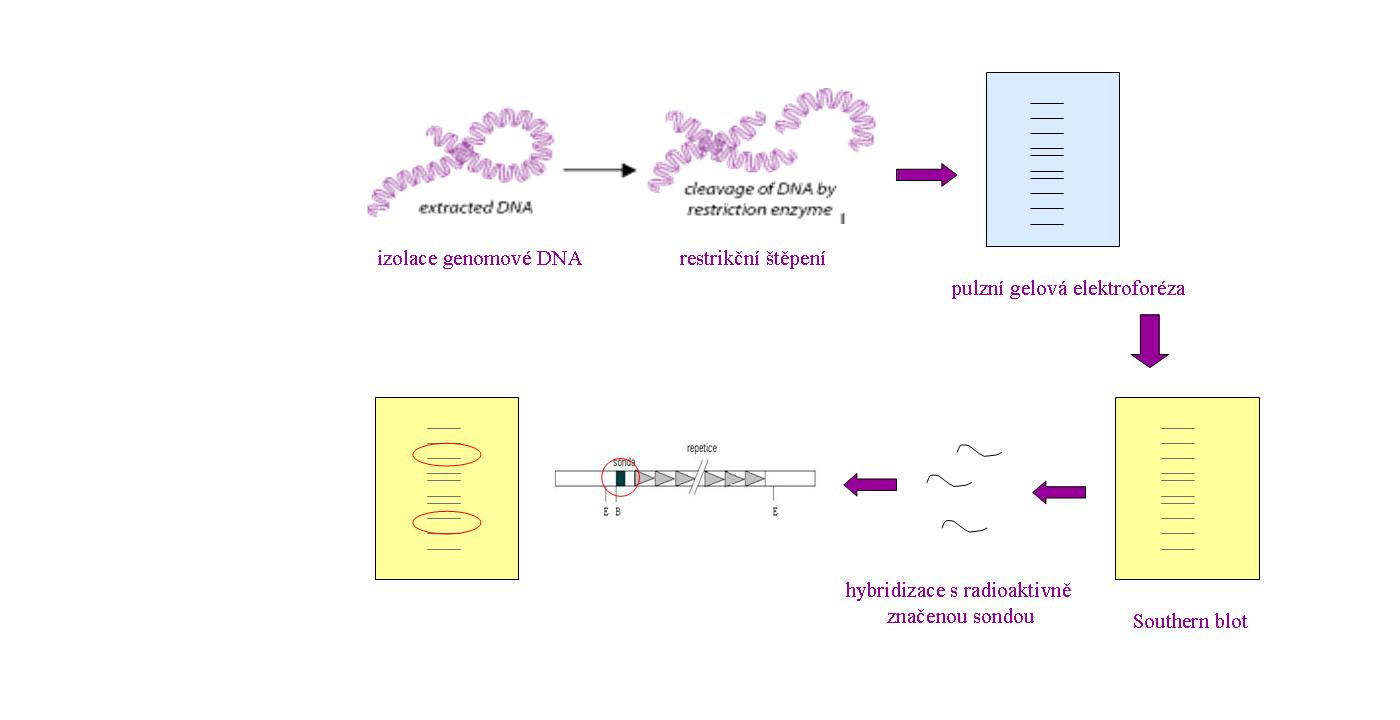 extracted DNA
cleavage of DNA by
restriction enzyme
izolace genomové DNA
restrikční štěpení
pulzní gelová elektroforéza
repetice
sonda
E B
E
hybridizace s radioaktivně
značenou sondou
Southern blot